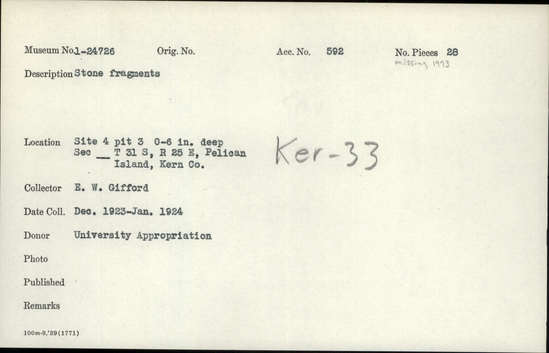 Museum No. 1-24726 Orig. No. Acc. No. 592 No. Pieces 28
missing 1973
Description Stone fragments
Location Site 4 pit 3 0-6 in. deep
Sec __ T 31 S, R 25 E, Pelican
Island, Kern Co.
Ker-33
Collector E. W. Gifford
Date Coll. Dec. 1923-Jan. 1924
Donor University Appropriation
Photo
Published
Remarks
100m-9,'29(1771)